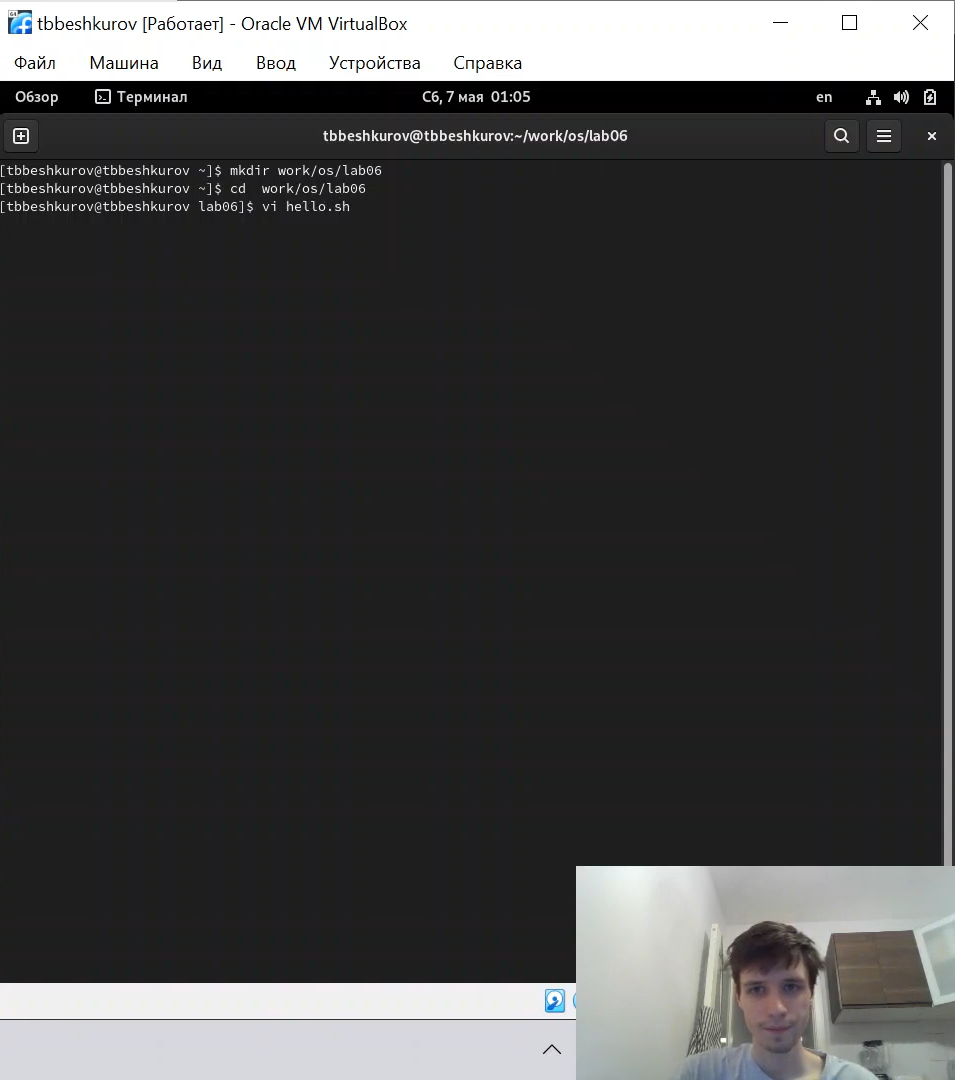 tbbeshkurov [Работает] - Oracle VM VirtualBox
Файл Машина Вид Ввод Устройства Справка
Обзор Терминал Сб, 7 мая 01:05 en
tbbeshkurov@tbbeshkurov:~/work/os/lab06
[tbbeshkurov@tbbeshkurov ~]$ mkdir work/os/lab06
[tbbeshkurov@tbbeshkurov ~]$ cd  work/os/lab06
[tbbeshkurov@tbbeshkurov lab06]$ vi hello.sh